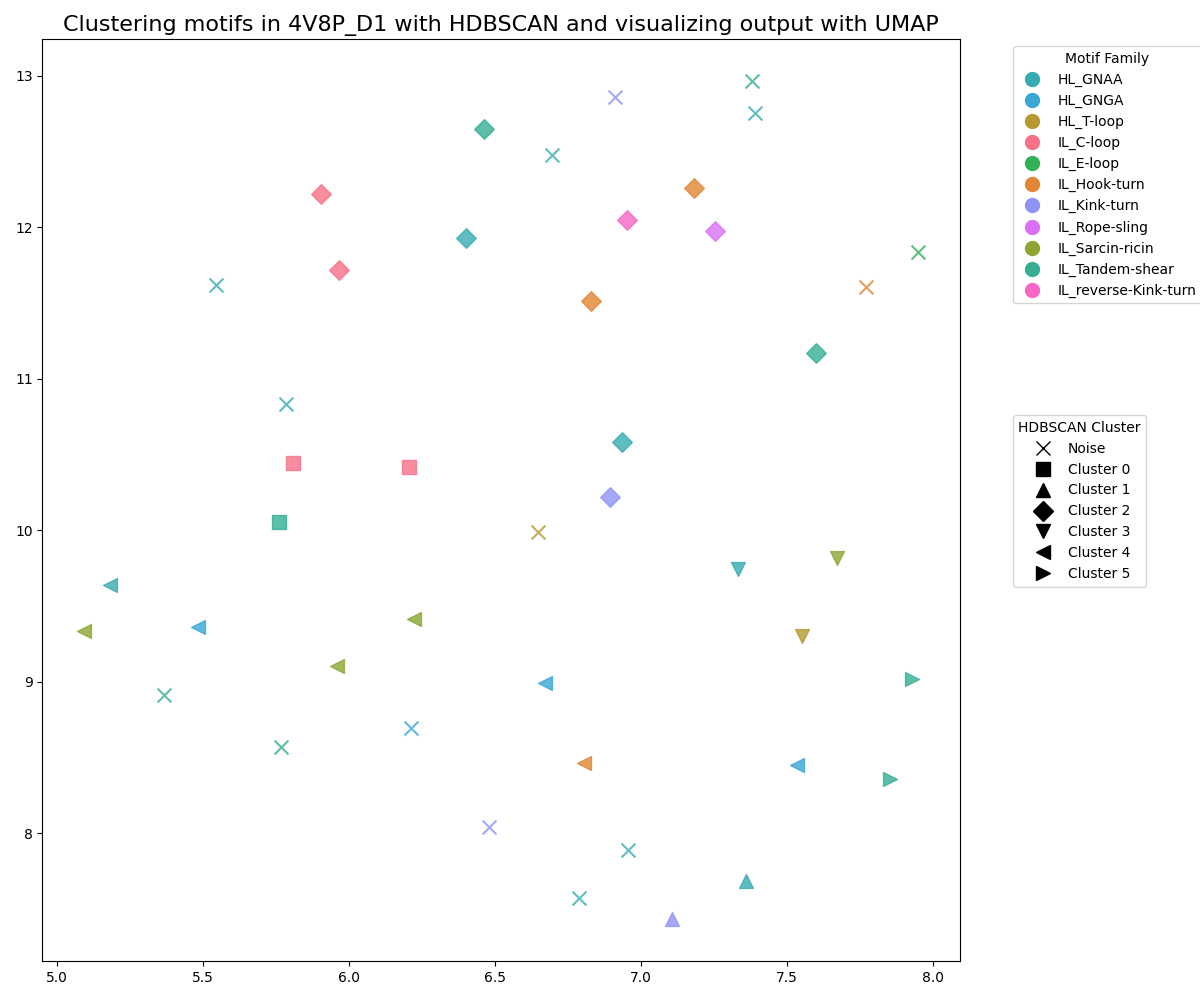 Clustering motifs in 4V8P_D1 with HDBSCAN and visualizing output with UMAP
13
12
11
10
9
8
5.0
5.5
6.0
6.5
7.0
7.5
8.0
Motif Family
HL_GNAA
HL_GNGA
HL_T-loop
IL_C-loop
IL_E-loop
IL_Hook-turn
IL_Kink-turn
IL_Rope-sling
IL_Sarcin-ricin
IL_Tandem-shear
IL_reverse-Kink-turn
HDBSCAN Cluster
Noise
Cluster 0
Cluster 1
Cluster 2
Cluster 3
Cluster 4
Cluster 5